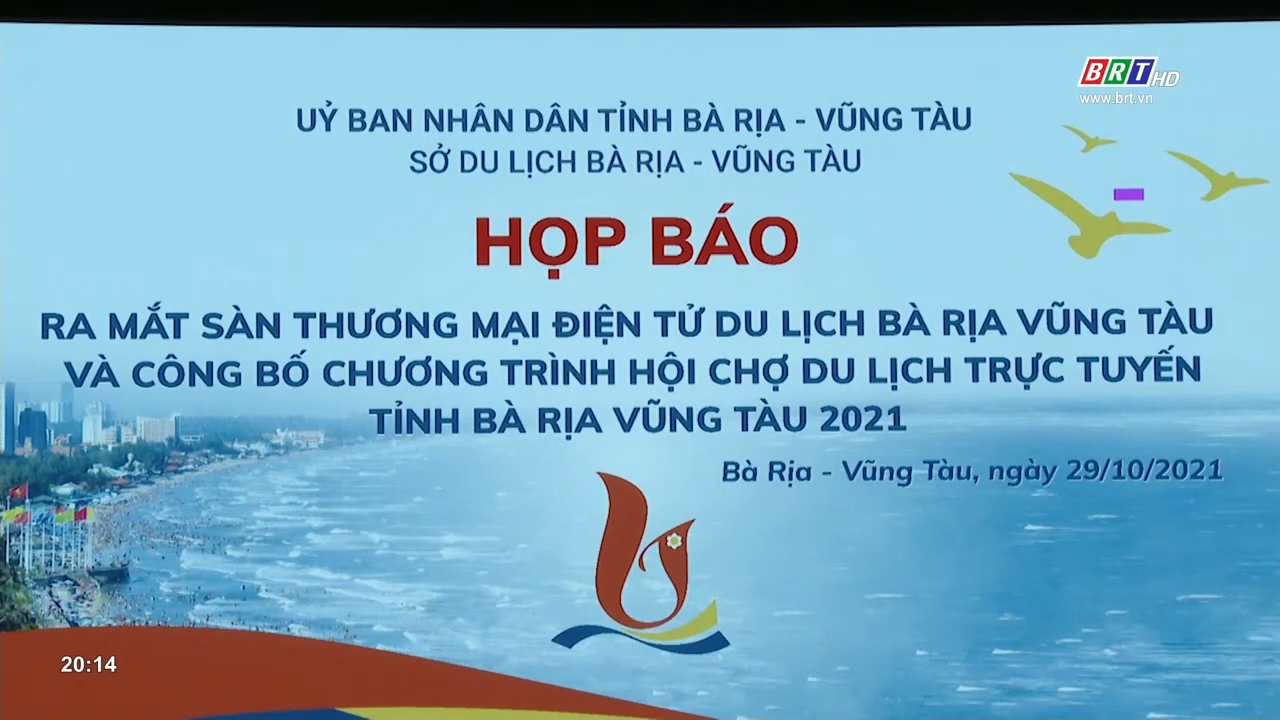 BRT HD
www.brt.vn
UỶ BAN NHÂN DÂN TỈNH BÀ RỊA - VŨNG TÀU
SỞ DU LỊCH BÀ RỊA - VŨNG TÀU
HỌP BÁO
RA MẮT SÀN THƯƠNG MẠI ĐIỆN TỬ DU LỊCH BÀ RỊA VŨNG TÀU
VÀ CÔNG BỐ CHƯƠNG TRÌNH HỘI CHỢ DU LỊCH TRỰC TUYẾN
TỈNH BÀ RỊA VŨNG TÀU 2021
Bà Rịa - Vũng Tàu, ngày 29/10/2021
20:14